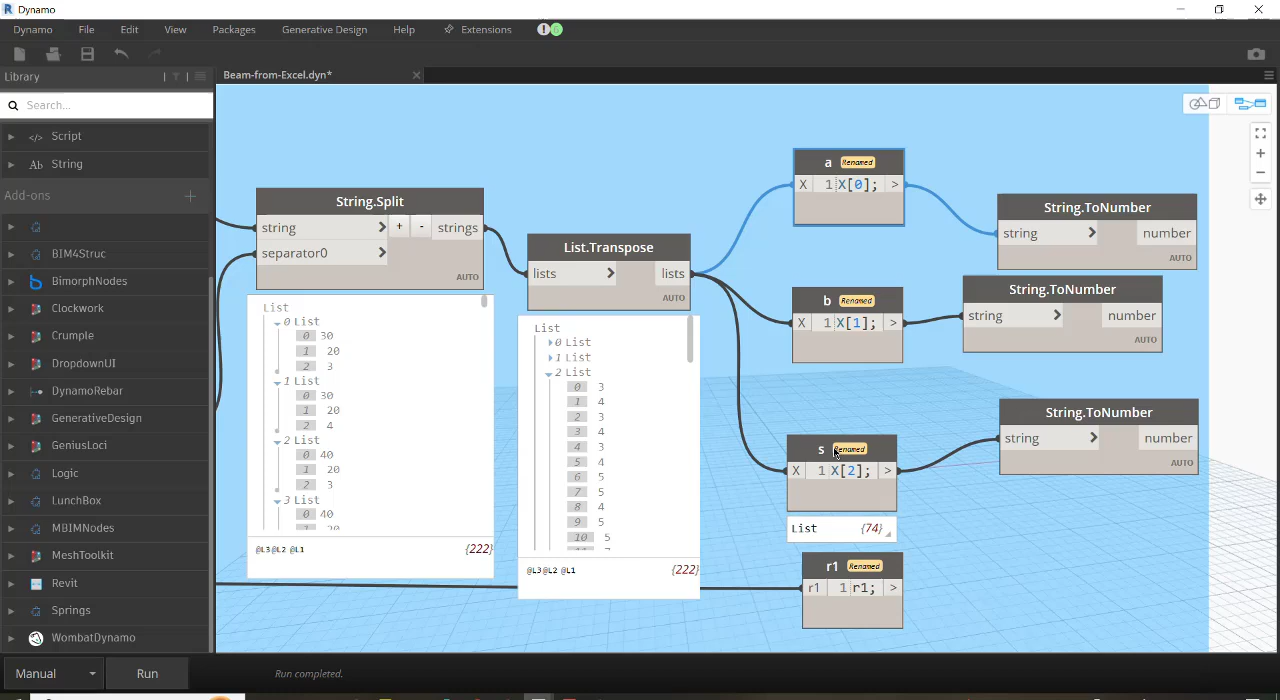 Dynamo
Dynamo File Edit View Packages Generative Design Help Extensions
Library
Beam-from-Excel.dyn*
Search...
Script
String
Add-ons
BIM4Struc
BimorphNodes
Clockwork
Crumple
DropdownUI
DynamoRebar
GenerativeDesign
GeniusLoci
Logic
LunchBox
MBIMNodes
MeshToolkit
Revit
Springs
WombatDynamo
String.Split
string > + - strings
separator0 >
AUTO
List
0 List
0 30
1 20
2 3
1 List
0 30
1 20
2 4
2 List
0 40
1 20
2 3
3 List
0 40
1 20
@L3 @L2 @L1 {222}
List.Transpose
lists > lists
AUTO
List
0 List
1 List
2 List
0 3
1 4
2 3
3 4
4 3
5 4
6 5
7 5
8 4
9 5
10 5
@L3 @L2 @L1 {222}
a Renamed
X 1 X[0]; >
b Renamed
X 1 X[1]; >
s Renamed
X 1 X[2]; >
List {74}
r1 Renamed
r1 1 r1; >
String.ToNumber
string > number
AUTO
String.ToNumber
string > number
AUTO
String.ToNumber
string > number
AUTO
Manual Run Run completed.